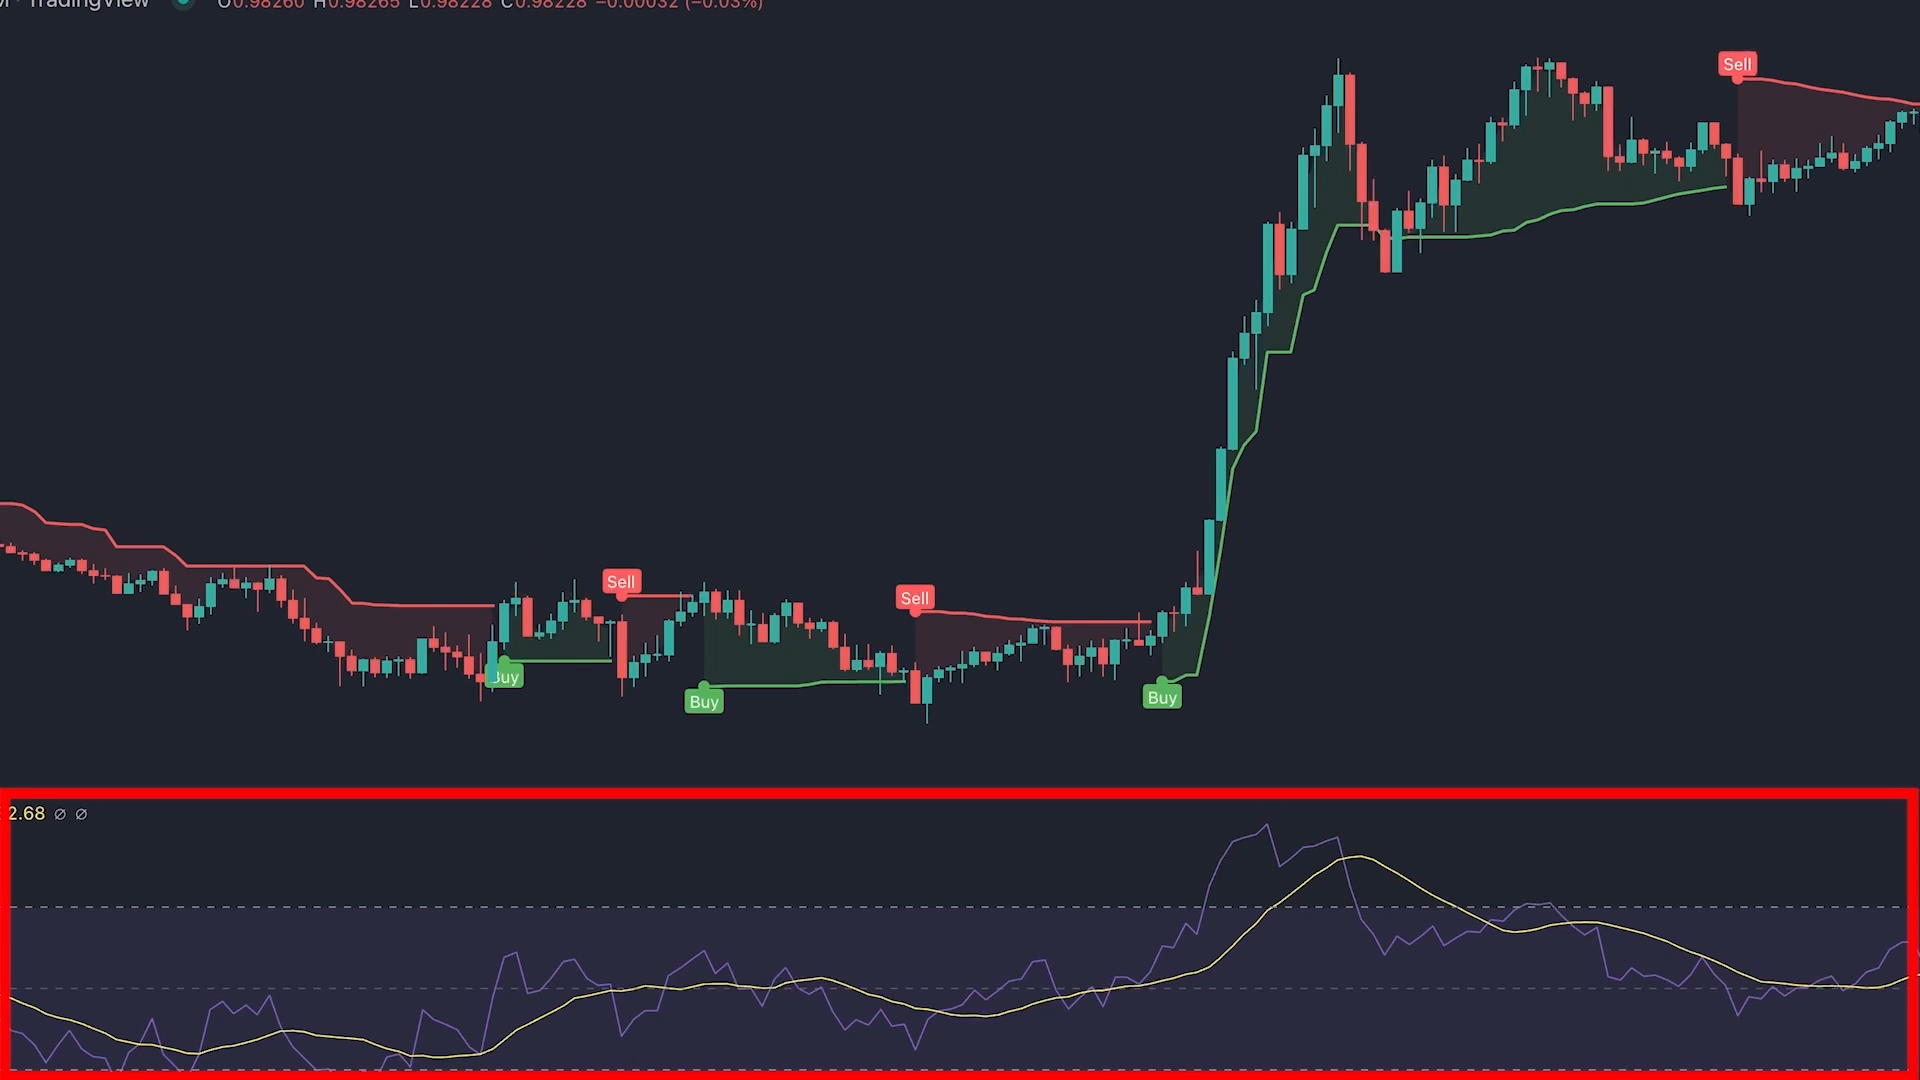 TradingView O0.98260 H0.98265 L0.98228 C0.98228 −0.00032 (−0.03%)
Sell
Sell
Sell
Buy
Buy
Buy
2.68 ∅ ∅